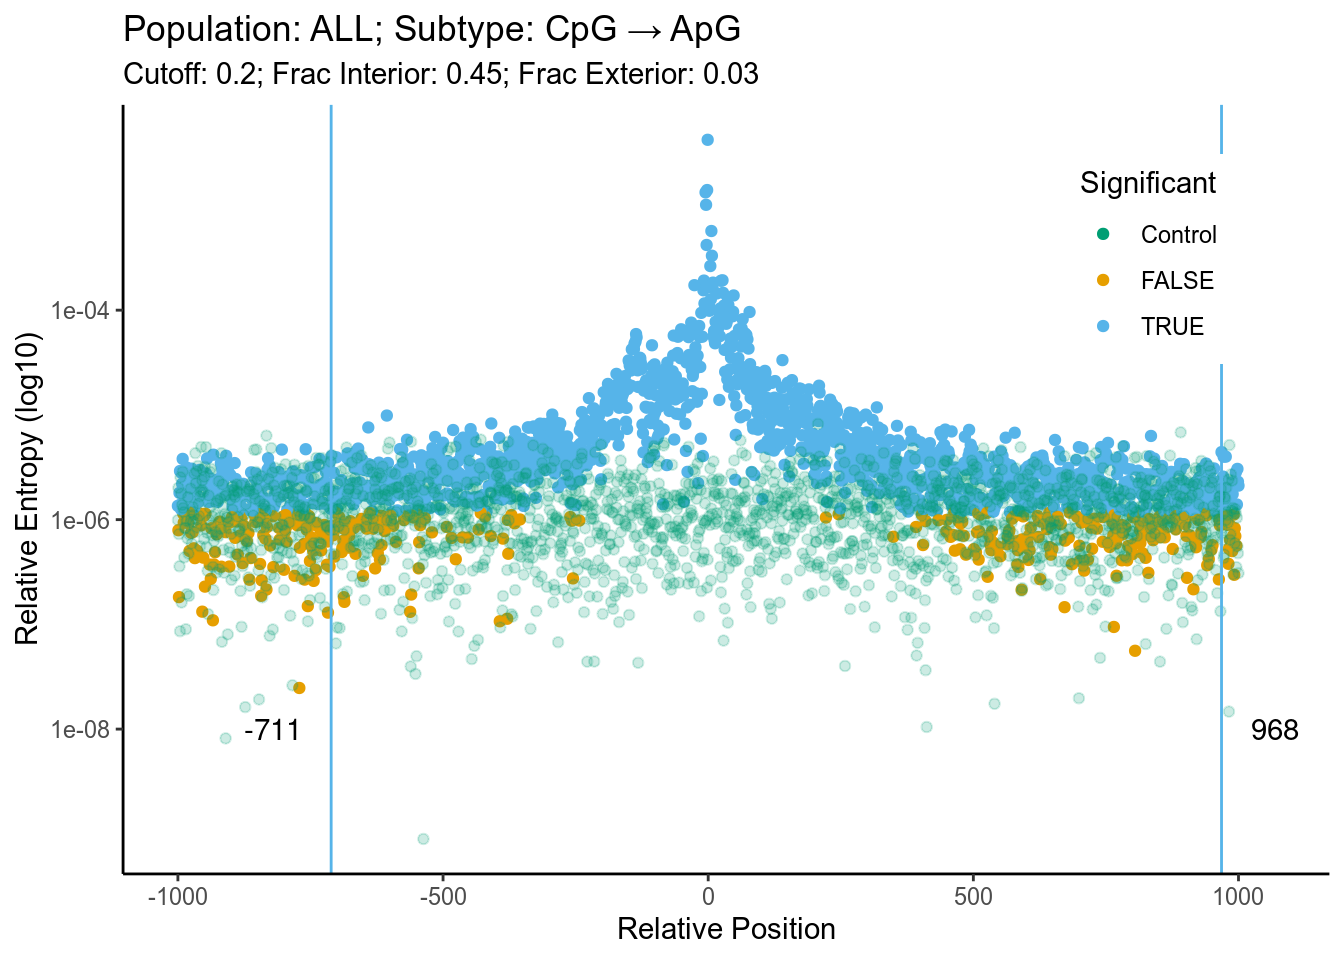 Population: ALL; Subtype: CpG → ApG
Cutoff: 0.2; Frac Interior: 0.45; Frac Exterior: 0.03
Significant
Control
FALSE
TRUE
1e-04
1e-06
1e-08
Relative Entropy (log10)
-711
968
-1000
-500
0
500
1000
Relative Position